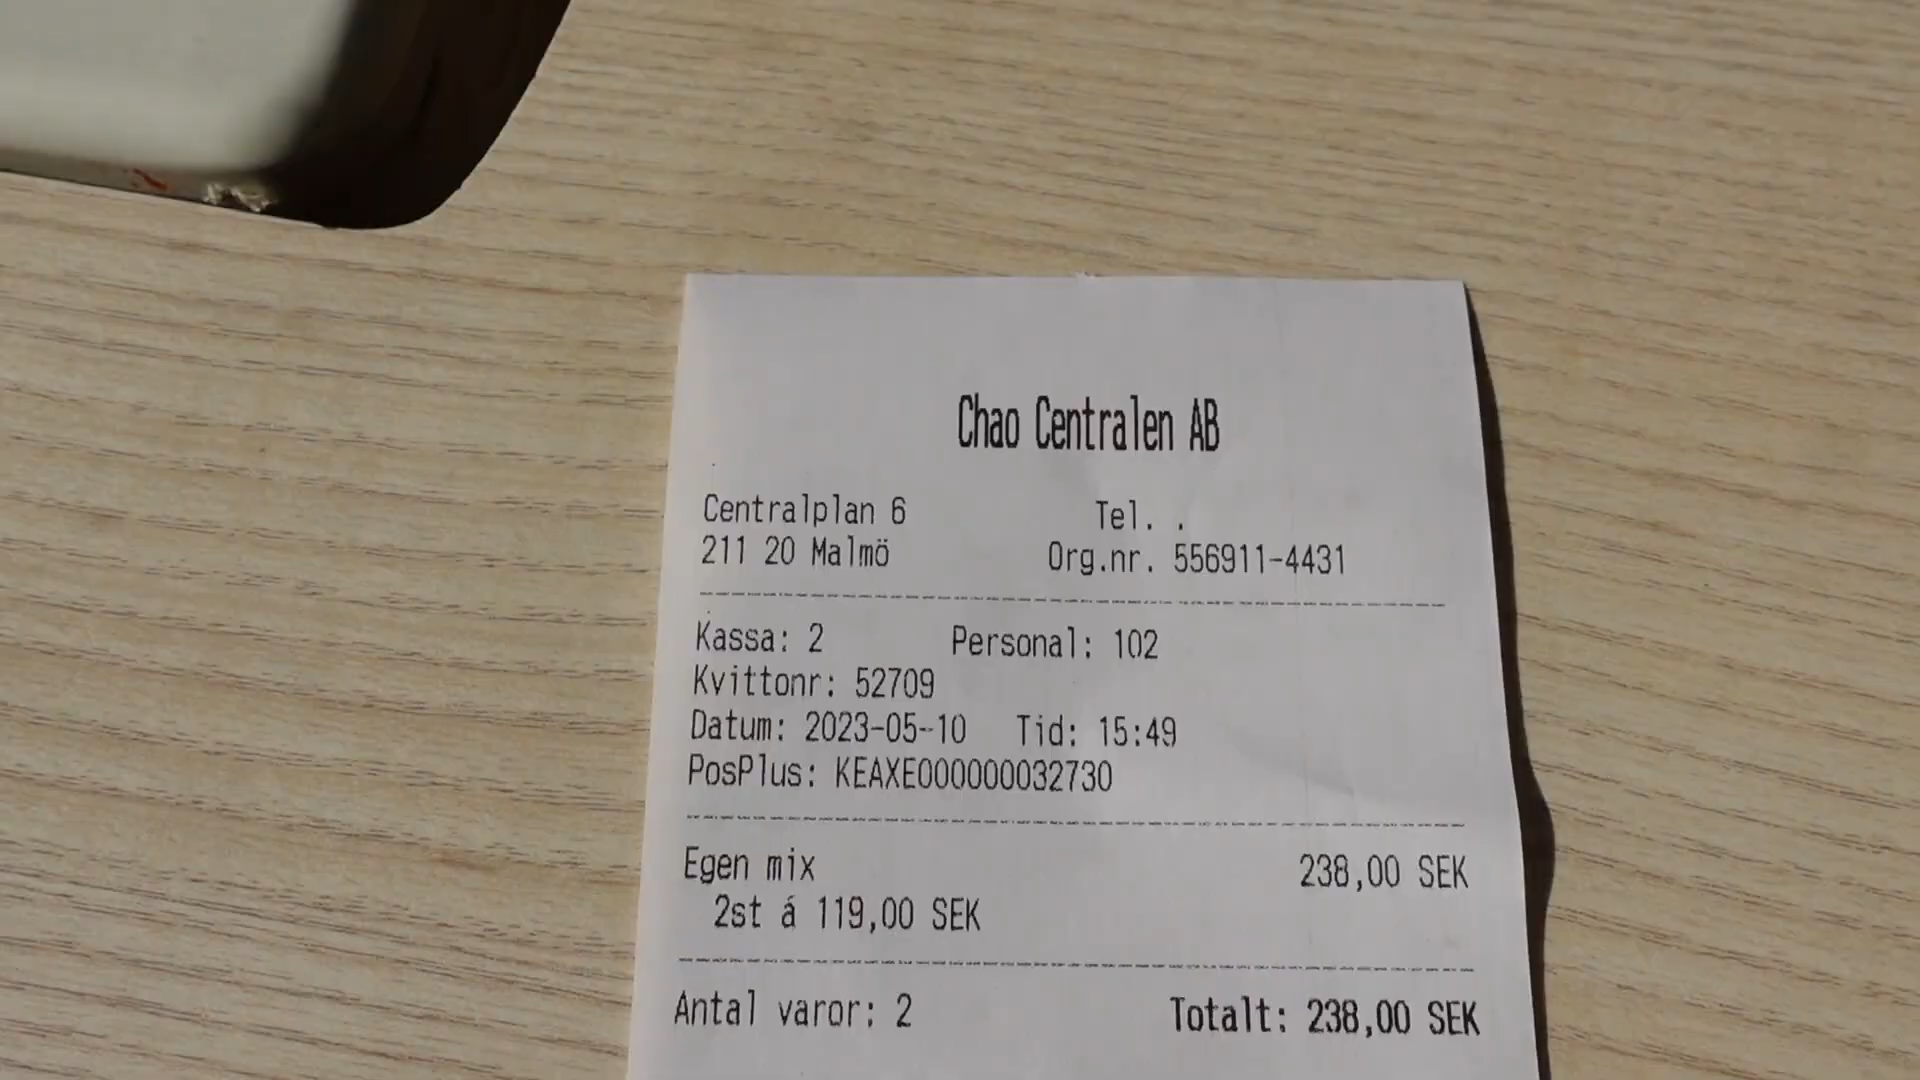 Chao Centralen AB
Centralplan 6 Tel. .
211 20 Malmö Org.nr. 556911-4431
Kassa: 2 Personal: 102
Kvittonr: 52709
Datum: 2023-05-10 Tid: 15:49
PosPlus: KEAXE000000032730
Egen mix 238,00 SEK
2st á 119,00 SEK
Antal varor: 2 Totalt: 238,00 SEK